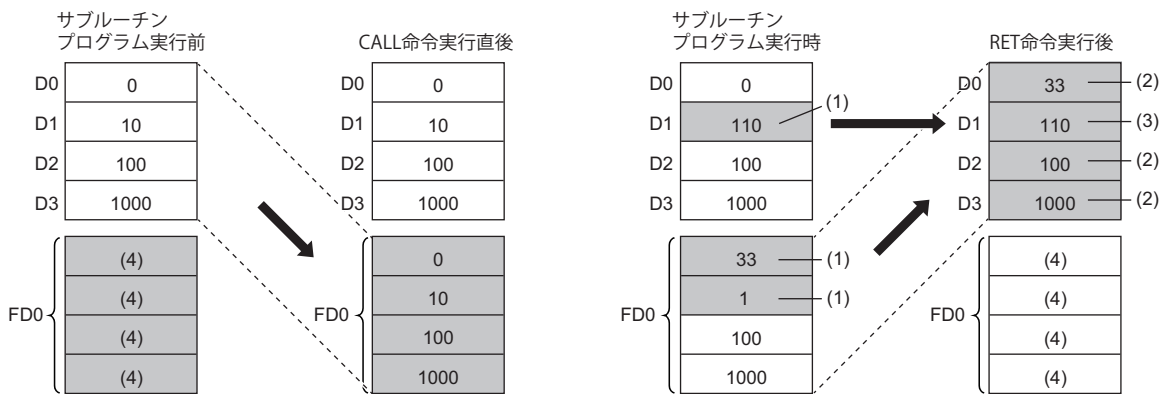 サブルーチン
プログラム実行前
D0 0
D1 10
D2 100
D3 1000
FD0
(4)
(4)
(4)
(4)
CALL命令実行直後
D0 0
D1 10
D2 100
D3 1000
FD0
0
10
100
1000
サブルーチン
プログラム実行時
D0 0
D1 110 (1)
D2 100
D3 1000
FD0
33 (1)
1 (1)
100
1000
RET命令実行後
D0 33 (2)
D1 110 (3)
D2 100 (2)
D3 1000 (2)
FD0
(4)
(4)
(4)
(4)